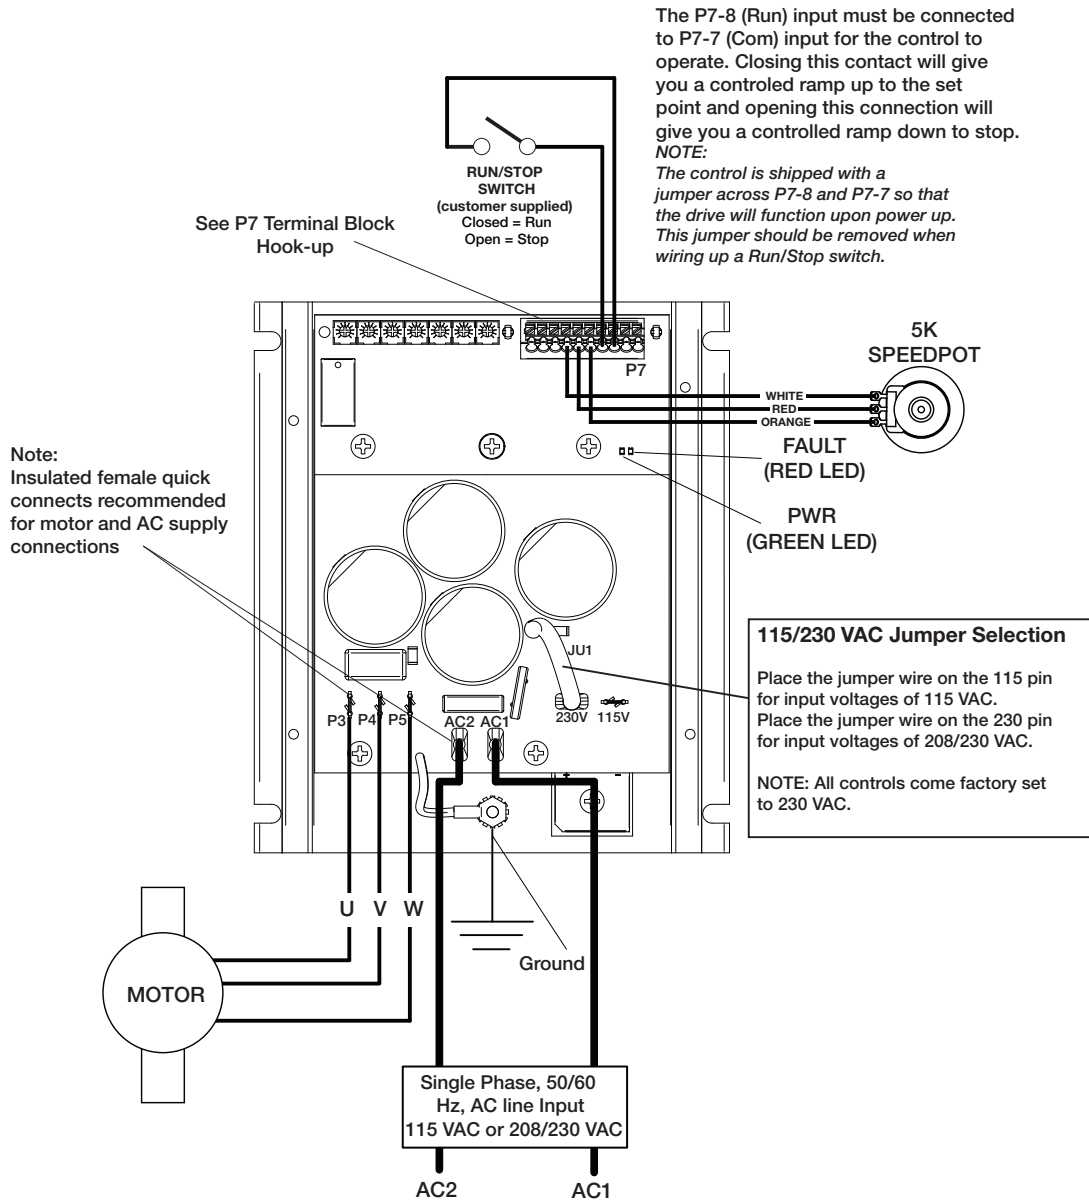 The P7-8 (Run) input must be connected
to P7-7 (Com) input for the control to
operate. Closing this contact will give
you a controled ramp up to the set
point and opening this connection will
give you a controlled ramp down to stop.
NOTE:
The control is shipped with a
jumper across P7-8 and P7-7 so that
the drive will function upon power up.
This jumper should be removed when
wiring up a Run/Stop switch.
RUN/STOP
SWITCH
(customer supplied)
Closed = Run
Open = Stop
See P7 Terminal Block
Hook-up
P7
5K
SPEEDPOT
WHITE
RED
ORANGE
FAULT
(RED LED)
PWR
(GREEN LED)
Note:
Insulated female quick
connects recommended
for motor and AC supply
connections
JU1
115/230 VAC Jumper Selection
Place the jumper wire on the 115 pin
for input voltages of 115 VAC.
Place the jumper wire on the 230 pin
for input voltages of 208/230 VAC.
NOTE: All controls come factory set
to 230 VAC.
P3 P4 P5 AC2 AC1 230V 115V
+ -
U V W
Ground
MOTOR
Single Phase, 50/60
Hz, AC line Input
115 VAC or 208/230 VAC
AC2 AC1